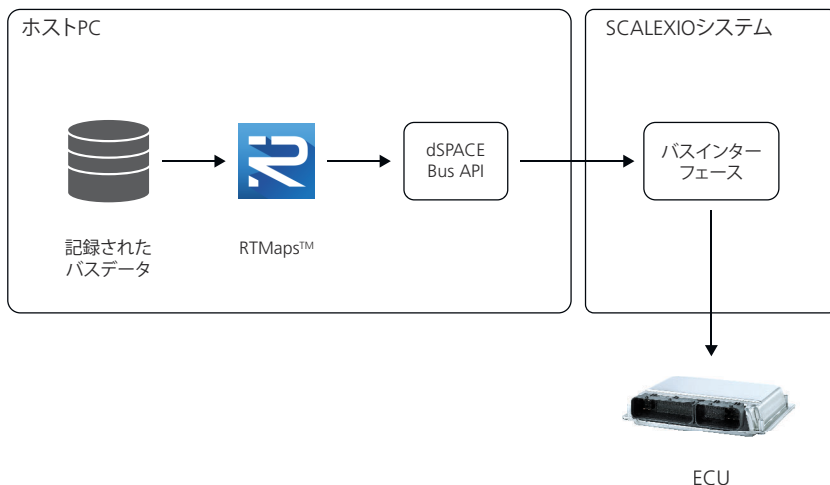 ホストPC
SCALEXIOシステム
dSPACE
Bus API
バスインター
フェース
記録された
バスデータ
RTMaps™
ECU